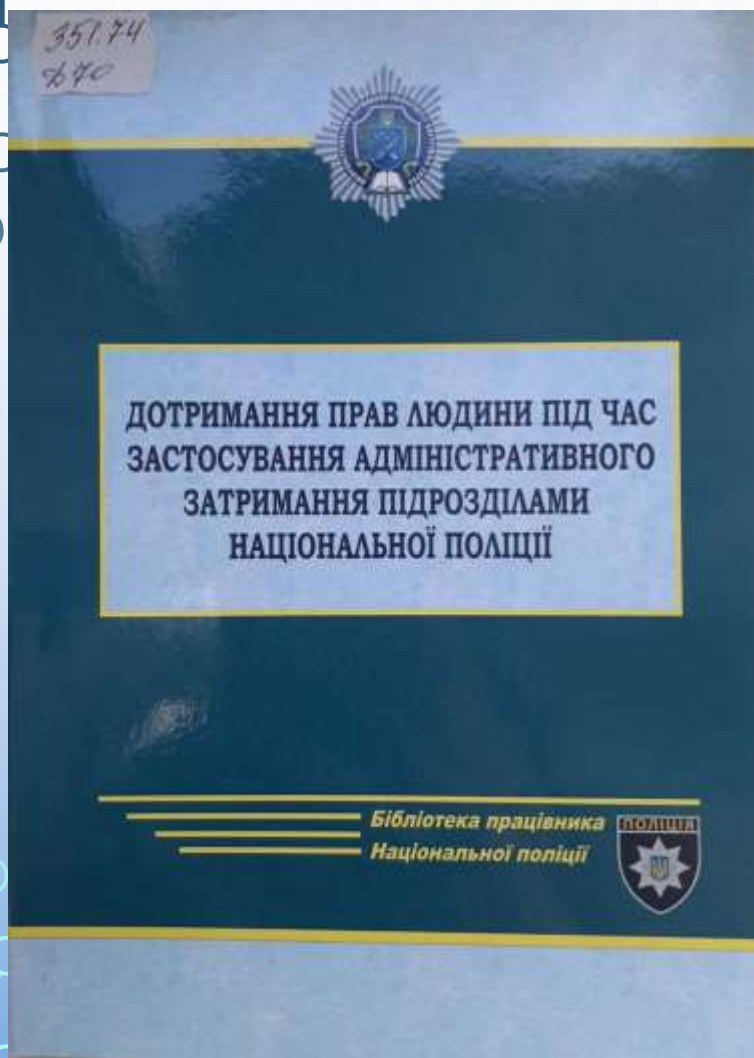 351.74
Д70
ДОТРИМАННЯ ПРАВ ЛЮДИНИ ПІД ЧАС
ЗАСТОСУВАННЯ АДМІНІСТРАТИВНОГО
ЗАТРИМАННЯ ПІДРОЗДІЛАМИ
НАЦІОНАЛЬНОЇ ПОЛІЦІЇ
Бібліотека працівника
Національної поліції
ПОЛІЦІЯ